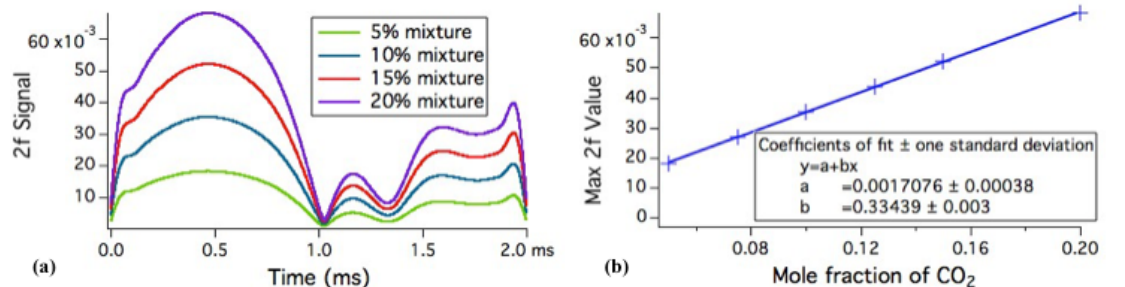 60 x10⁻³
50
40
30
20
10
2f Signal
5% mixture
10% mixture
15% mixture
20% mixture
0.0 0.5 1.0 1.5 2.0 ms
Time (ms)
(a)
60 x10⁻³
50
40
30
20
10
0
Max 2f Value
Coefficients of fit ± one standard deviation
y=a+bx
a =0.0017076 ± 0.00038
b =0.33439 ± 0.003
0.08 0.12 0.16 0.20
Mole fraction of CO₂
(b)